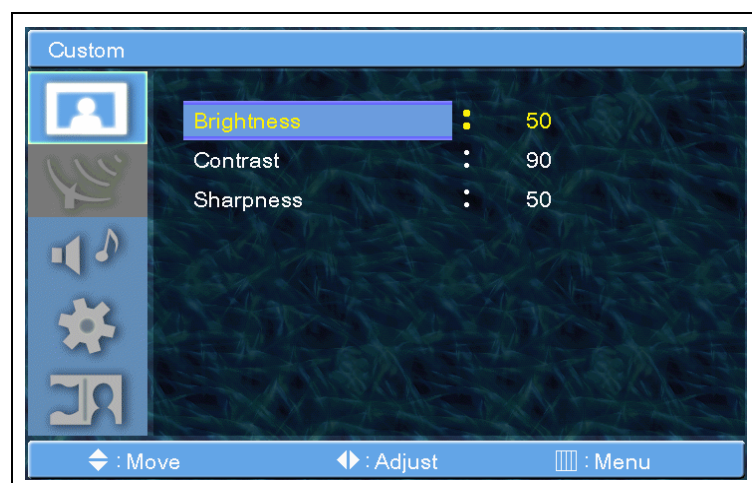 Custom
Brightness : 50
Contrast : 90
Sharpness : 50
: Move : Adjust : Menu